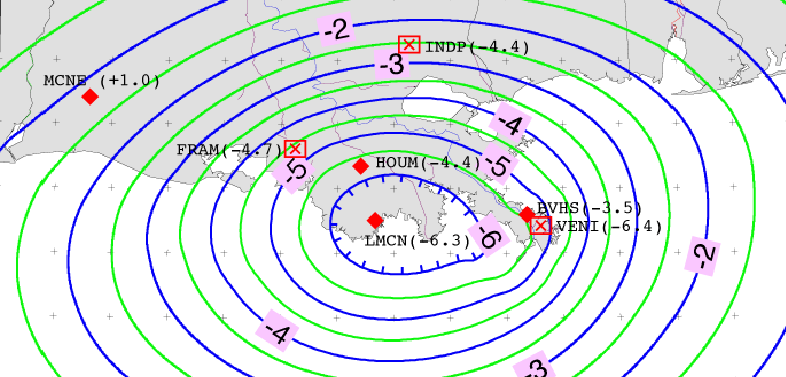 -2
INDP(-4.4)
-3
MCNE (+1.0)
-4
FRAM(-4.7)
-5
HOUM(-4.4)
-5
BVHS(-3.5)
VENI(-6.4)
LMCN(-6.3)
-6
-2
-4
-3